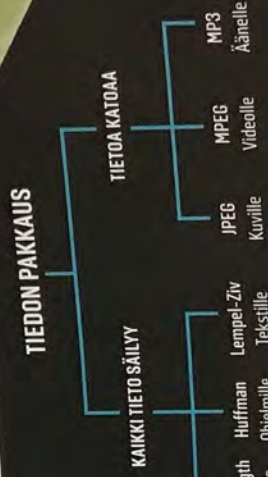 TIEDON PAKKAUS
KAIKKI TIETO SÄILYY
TIETOA KATOAA
Huffman
Ohjelmille
Lempel-Ziv
Tekstille
JPEG
Kuville
MPEG
Videolle
MP3
Äänelle